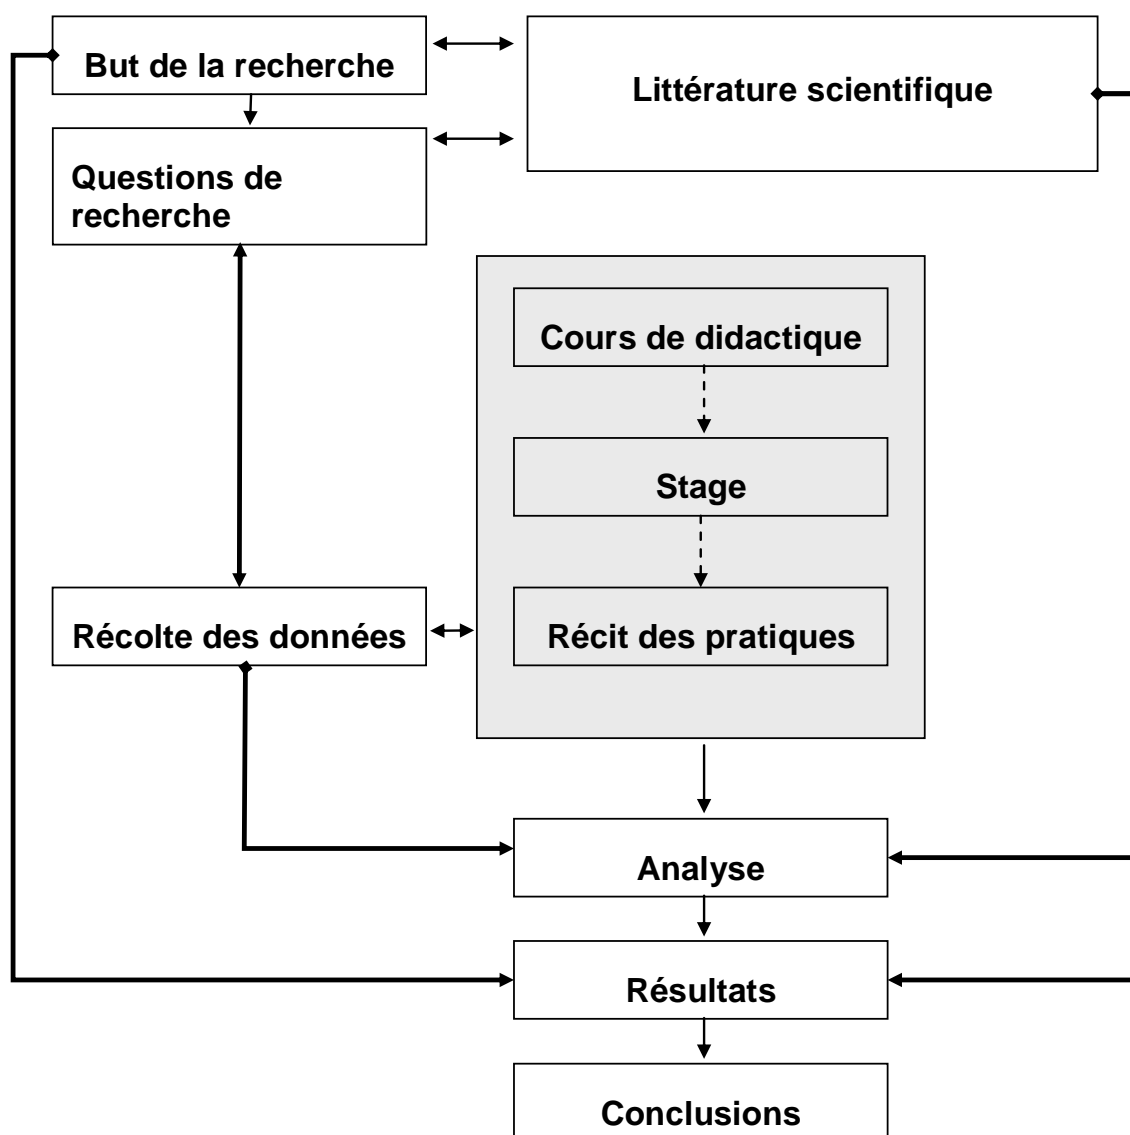 But de la recherche
Littérature scientifique
Questions de
recherche
Cours de didactique
Stage
Récolte des données
Récit des pratiques
Analyse
Résultats
Conclusions